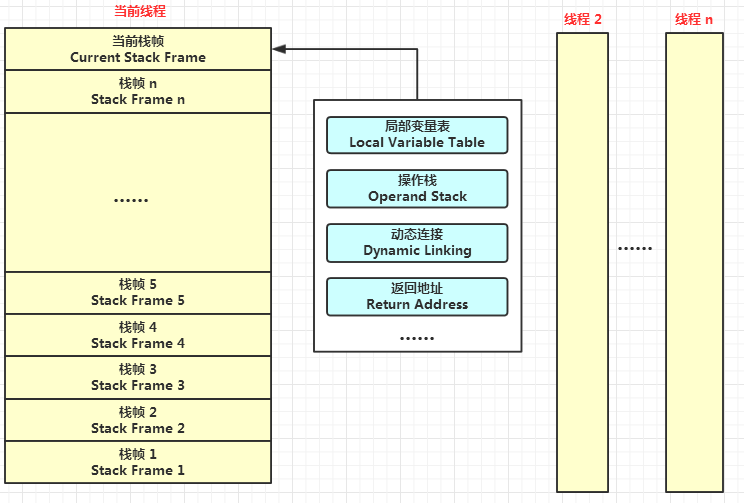 当前线程
当前栈帧
Current Stack Frame
栈帧 n
Stack Frame n
......
栈帧 5
Stack Frame 5
栈帧 4
Stack Frame 4
栈帧 3
Stack Frame 3
栈帧 2
Stack Frame 2
栈帧 1
Stack Frame 1
局部变量表
Local Variable Table
操作栈
Operand Stack
动态连接
Dynamic Linking
返回地址
Return Address
......
线程 2
......
线程 n